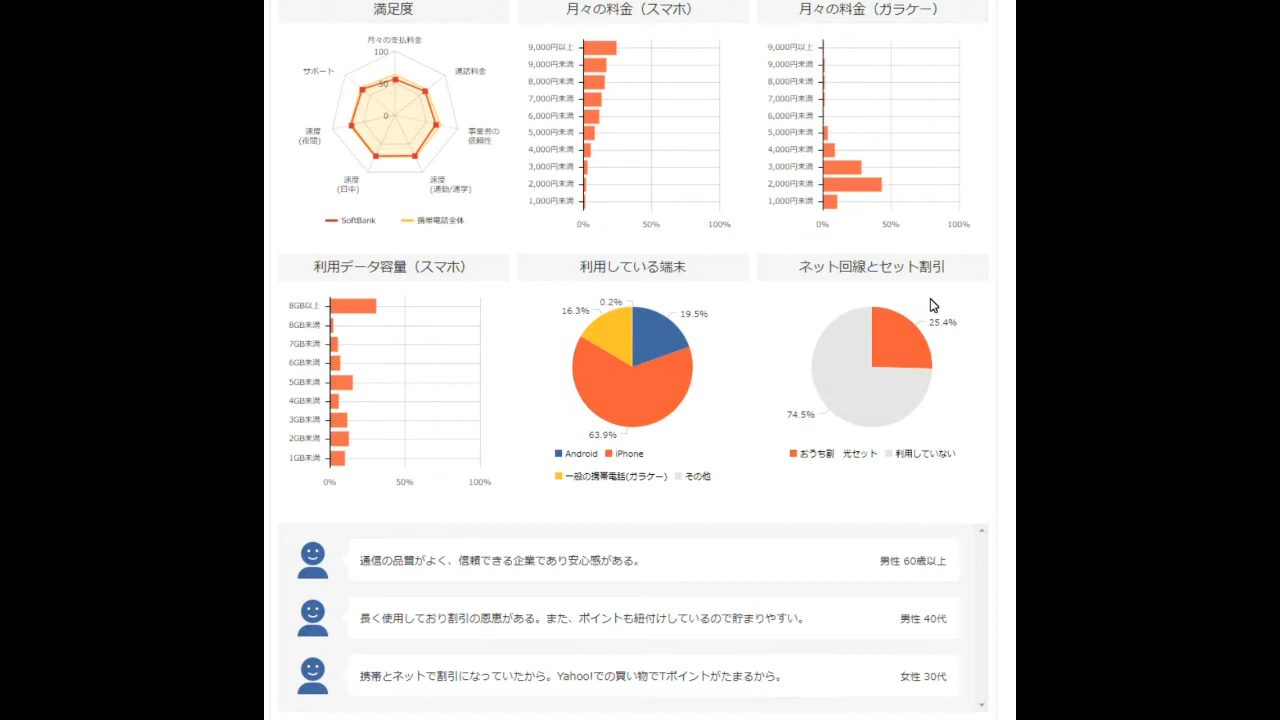 満足度
月々の料金（スマホ）
月々の料金（ガラケー）
月々の支払料金
100
サポート
通話料金
50
0
速度
(夜間)
事業者の
信頼性
速度
(日中)
速度
(通勤/通学)
SoftBank
携帯電話全体
9,000円以上
9,000円未満
8,000円未満
7,000円未満
6,000円未満
5,000円未満
4,000円未満
3,000円未満
2,000円未満
1,000円未満
0% 50% 100%
9,000円以上
9,000円未満
8,000円未満
7,000円未満
6,000円未満
5,000円未満
4,000円未満
3,000円未満
2,000円未満
1,000円未満
0% 50% 100%
利用データ容量（スマホ）
利用している端末
ネット回線とセット割引
8GB以上
8GB未満
7GB未満
6GB未満
5GB未満
4GB未満
3GB未満
2GB未満
1GB未満
0% 50% 100%
0.2%
16.3%
19.5%
63.9%
Android iPhone
一般の携帯電話(ガラケー) その他
25.4%
74.5%
おうち割　光セット 利用していない
通信の品質がよく、信頼できる企業であり安心感がある。 男性 60歳以上
長く使用しており割引の恩恵がある。また、ポイントも紐付けしているので貯まりやすい。 男性 40代
携帯とネットで割引になっていたから。Yahoo!での買い物でTポイントがたまるから。 女性 30代